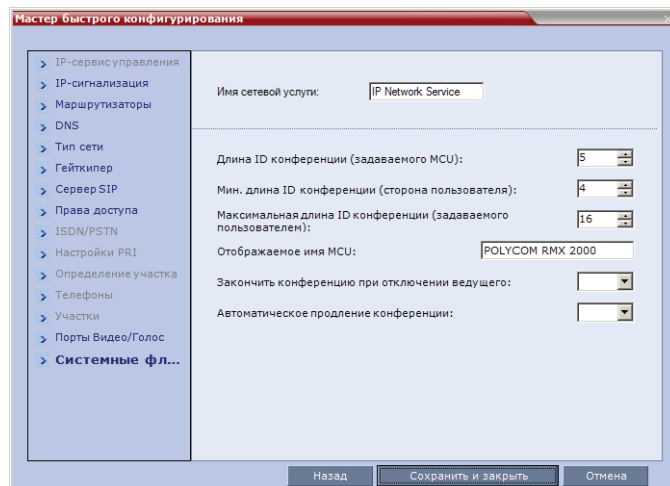 Мастер быстрого конфигурирования
IP-сервис управления
IP-сигнализация
Маршрутизаторы
DNS
Тип сети
Гейткипер
Сервер SIP
Права доступа
ISDN/PSTN
Настройки PRI
Определение участка
Телефоны
Участки
Порты Видео/Голос
Системные фл...
Имя сетевой услуги: IP Network Service
Длина ID конференции (задаваемого MCU): 5
Мин. длина ID конференции (сторона пользователя): 4
Максимальная длина ID конференции (задаваемого
пользователем): 16
Отображаемое имя MCU: POLYCOM RMX 2000
Закончить конференцию при отключении ведущего:
Автоматическое продление конференции:
Назад Сохранить и закрыть Отмена